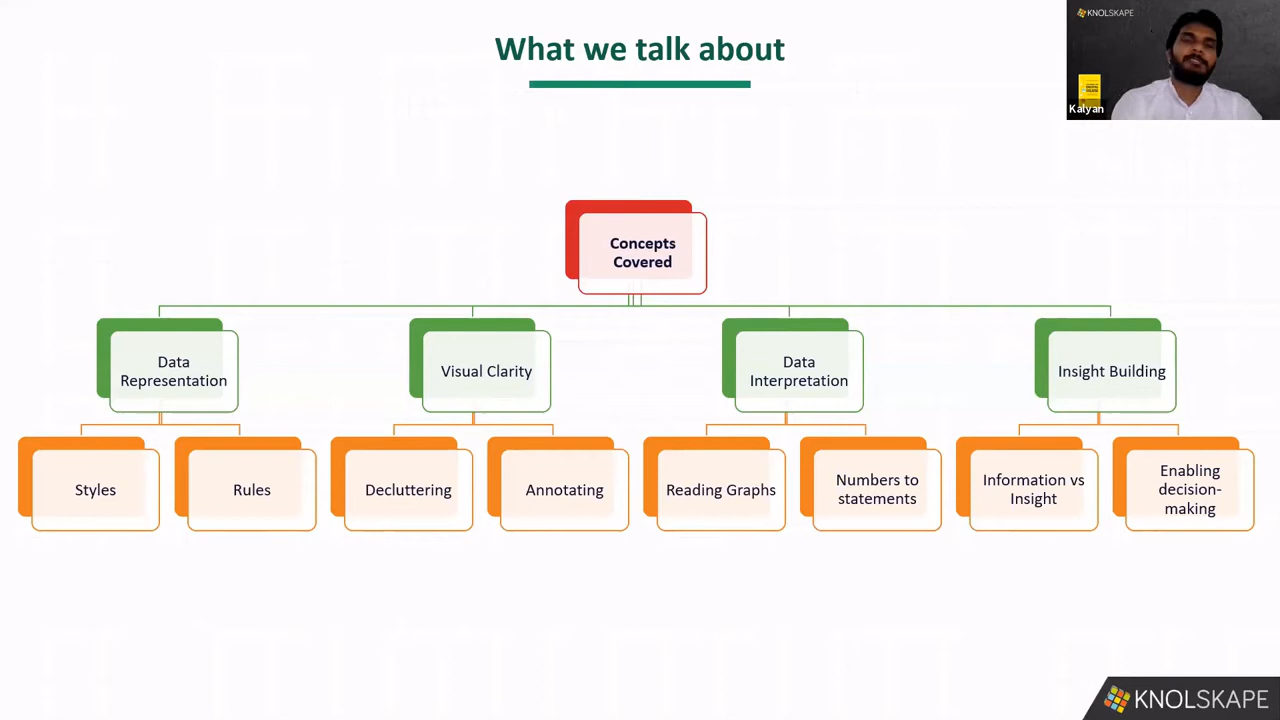 What we talk about
KNOLSKAPE
Kalyan
Concepts
Covered
Data
Representation
Visual Clarity
Data
Interpretation
Insight Building
Styles
Rules
Decluttering
Annotating
Reading Graphs
Numbers to
statements
Information vs
Insight
Enabling
decision-
making
KNOLSKAPE